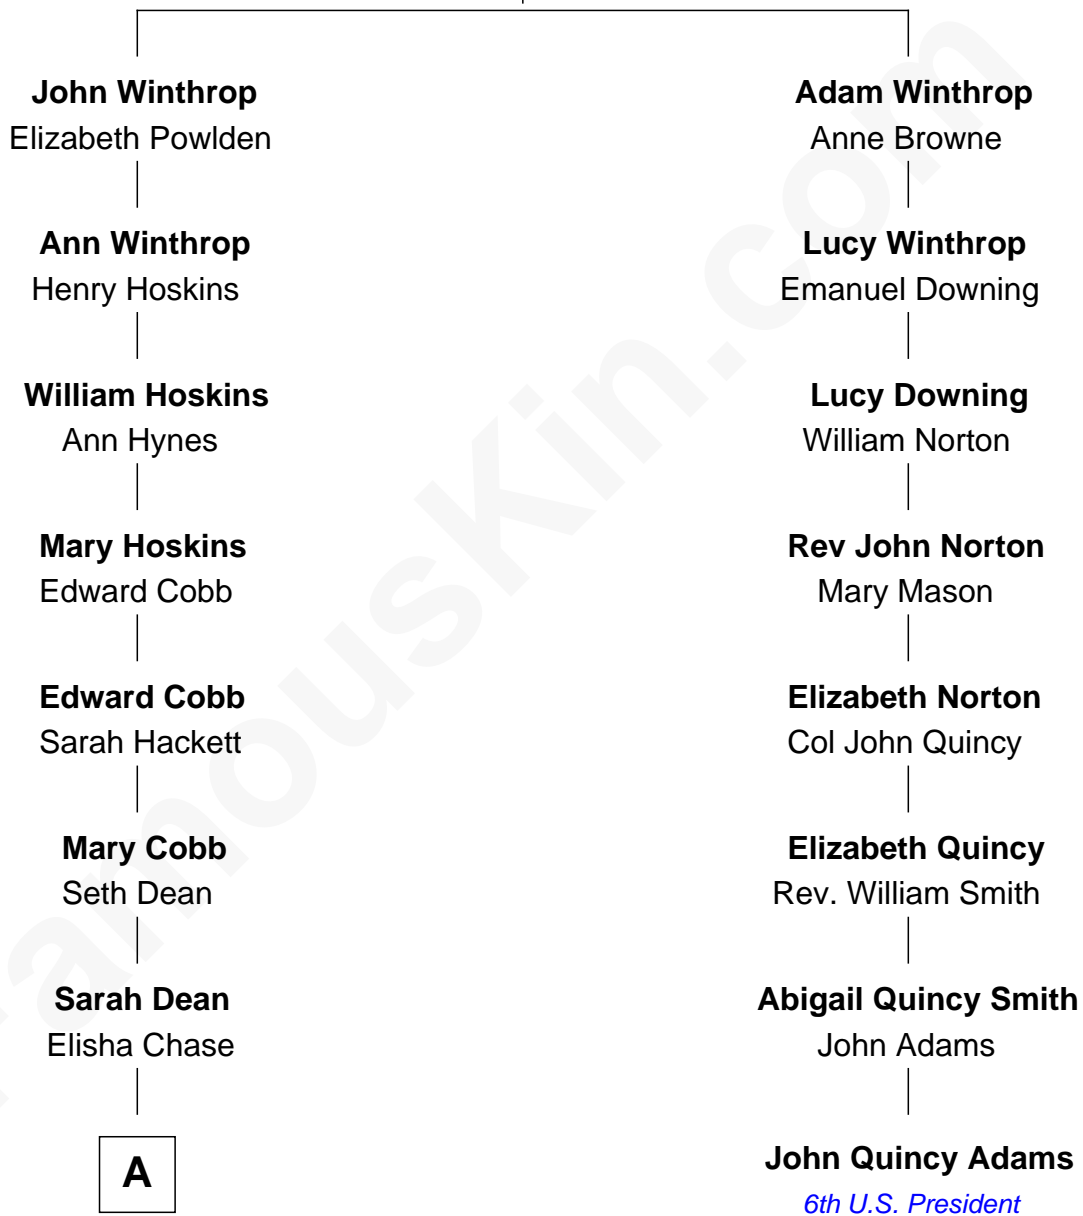 John Winthrop
Elizabeth Powlden
Ann Winthrop
Henry Hoskins
William Hoskins
Ann Hynes
Mary Hoskins
Edward Cobb
Edward Cobb
Sarah Hackett
Mary Cobb
Seth Dean
Sarah Dean
Elisha Chase
A
Adam Winthrop
Anne Browne
Lucy Winthrop
Emanuel Downing
Lucy Downing
William Norton
Rev John Norton
Mary Mason
Elizabeth Norton
Col John Quincy
Elizabeth Quincy
Rev. William Smith
Abigail Quincy Smith
John Adams
John Quincy Adams
6th U.S. President
FamousKin.com